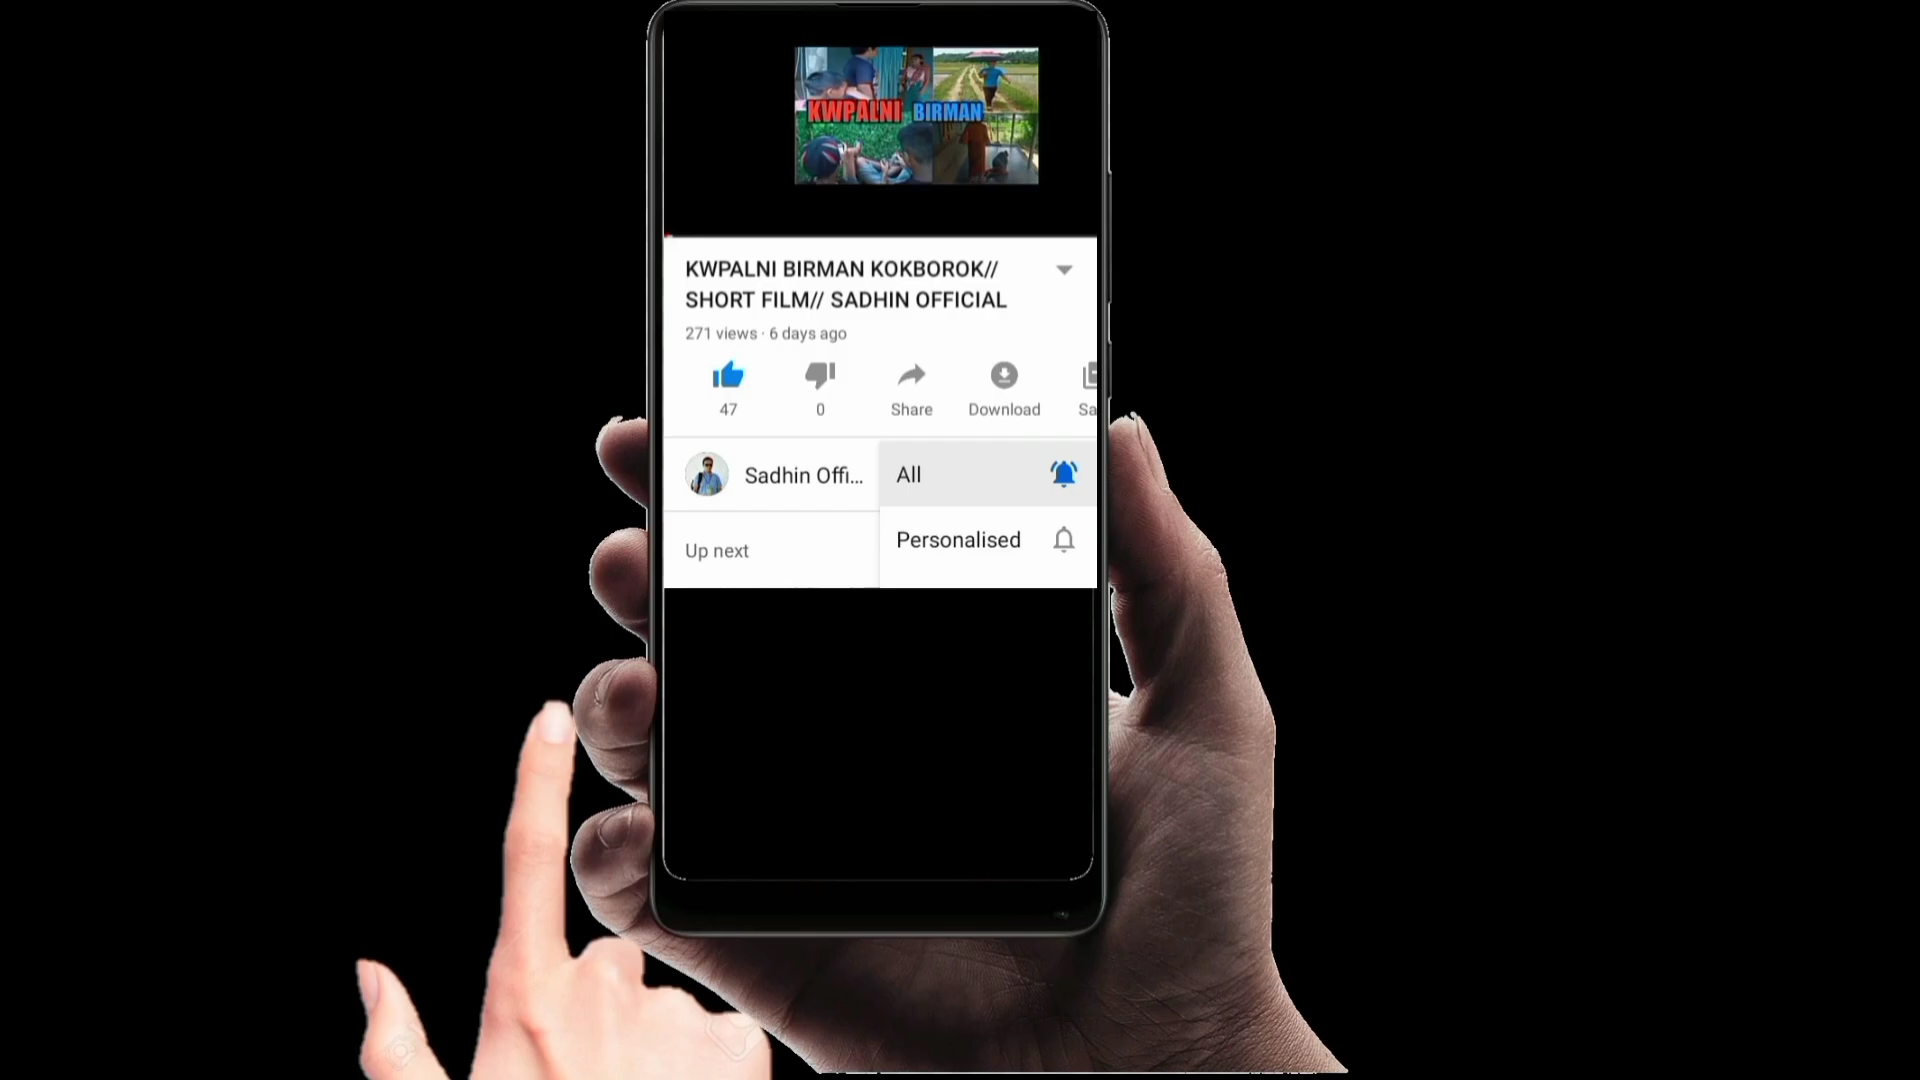 KWPALNI BIRMAN
KWPALNI BIRMAN KOKBOROK//
SHORT FILM// SADHIN OFFICIAL
271 views · 6 days ago
47
0
Share
Download
Sa
Sadhin Offi...
All
Personalised
Up next